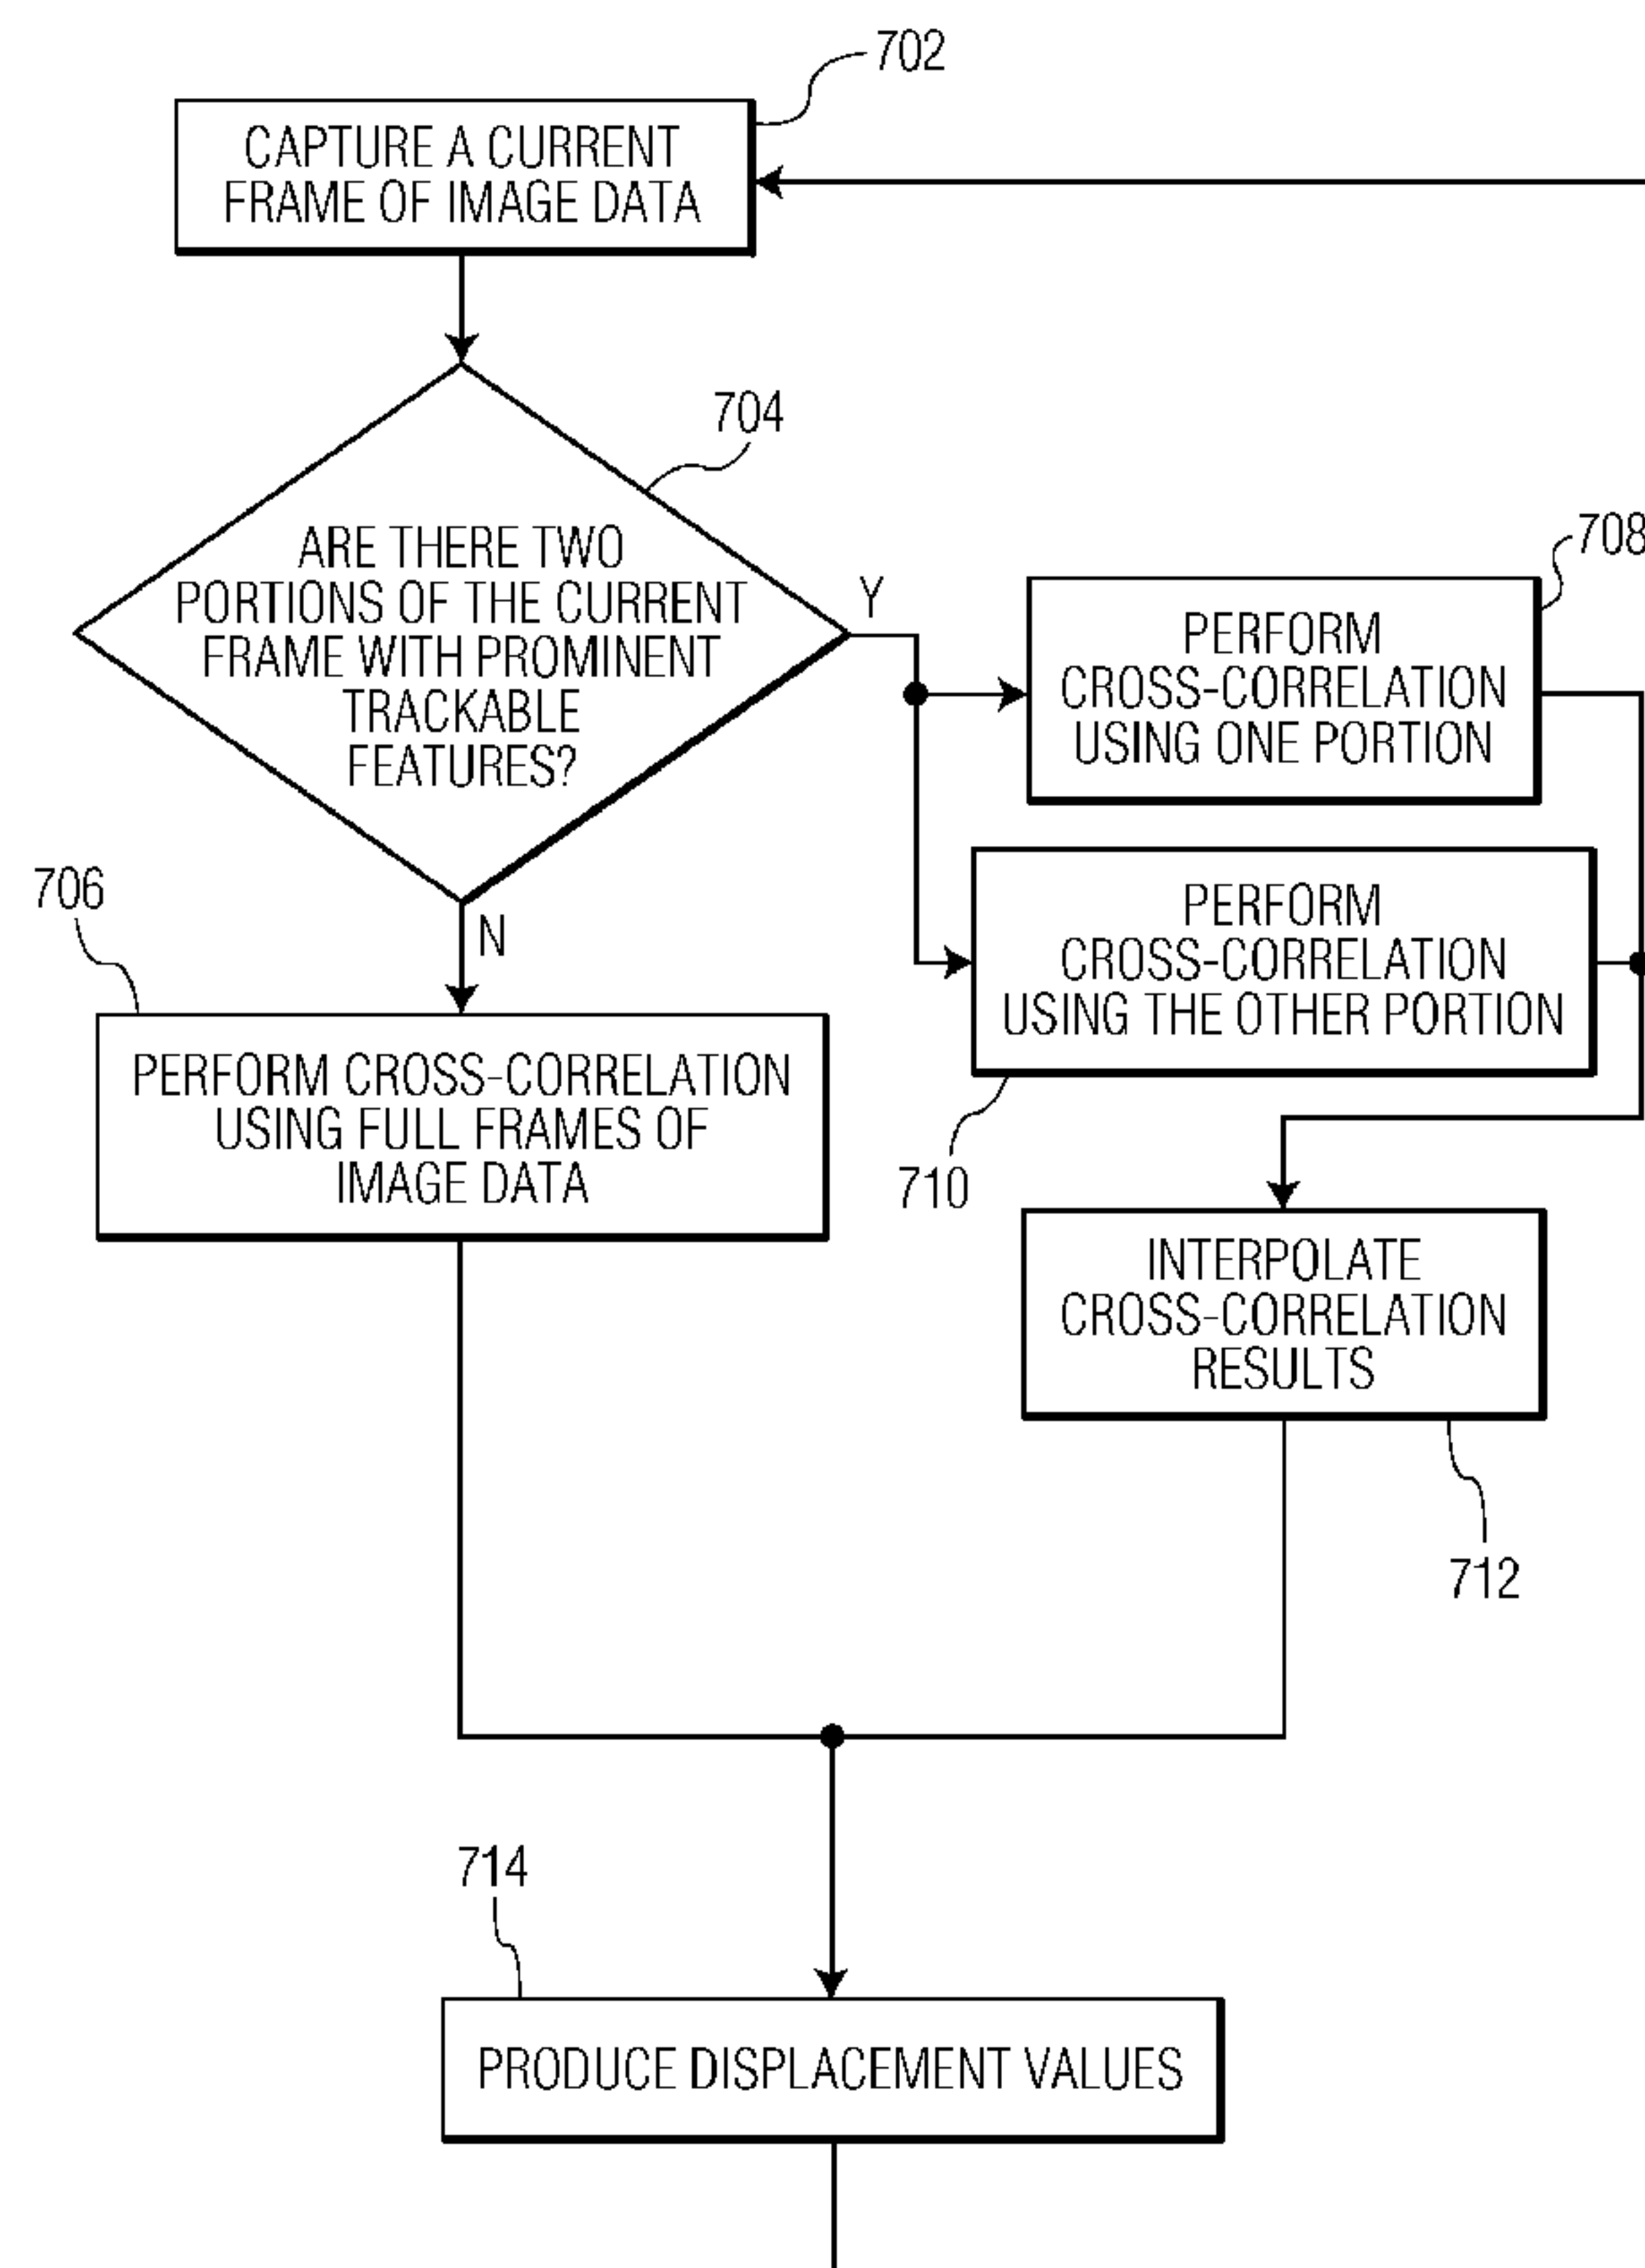 702
CAPTURE A CURRENT
FRAME OF IMAGE DATA
704
ARE THERE TWO
PORTIONS OF THE CURRENT
FRAME WITH PROMINENT
TRACKABLE
FEATURES?
Y
N
708
PERFORM
CROSS-CORRELATION
USING ONE PORTION
PERFORM
CROSS-CORRELATION
USING THE OTHER PORTION
710
706
PERFORM CROSS-CORRELATION
USING FULL FRAMES OF
IMAGE DATA
INTERPOLATE
CROSS-CORRELATION
RESULTS
712
714
PRODUCE DISPLACEMENT VALUES